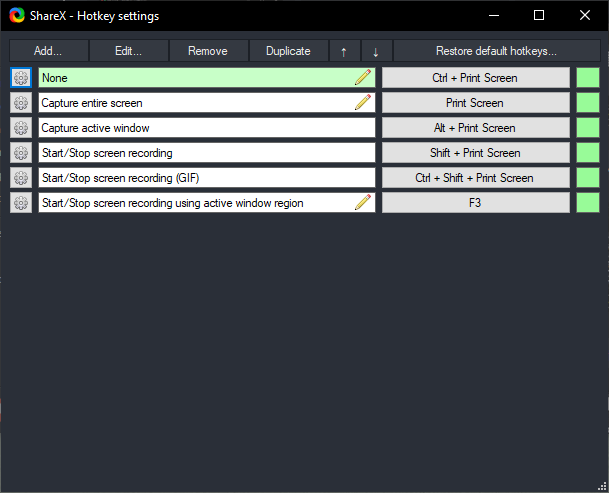 ShareX - Hotkey settings
Add... Edit... Remove Duplicate ↑ ↓ Restore default hotkeys...
None Ctrl + Print Screen
Capture entire screen Print Screen
Capture active window Alt + Print Screen
Start/Stop screen recording Shift + Print Screen
Start/Stop screen recording (GIF) Ctrl + Shift + Print Screen
Start/Stop screen recording using active window region F3